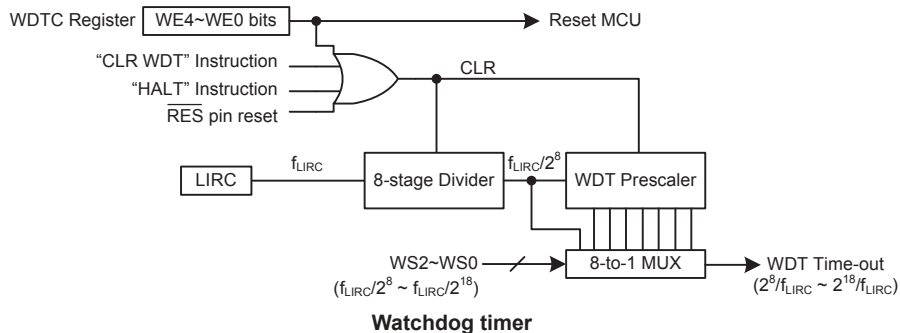 WDTC Register WE4~WE0 bits Reset MCU
“CLR WDT” Instruction
CLR
“HALT” Instruction
RES pin reset
LIRC
fLIRC
8-stage Divider
fLIRC/2^8
WDT Prescaler
WS2~WS0
(fLIRC/2^8 ~ fLIRC/2^18)
8-to-1 MUX
WDT Time-out
(2^8/fLIRC ~ 2^18/fLIRC)
Watchdog timer